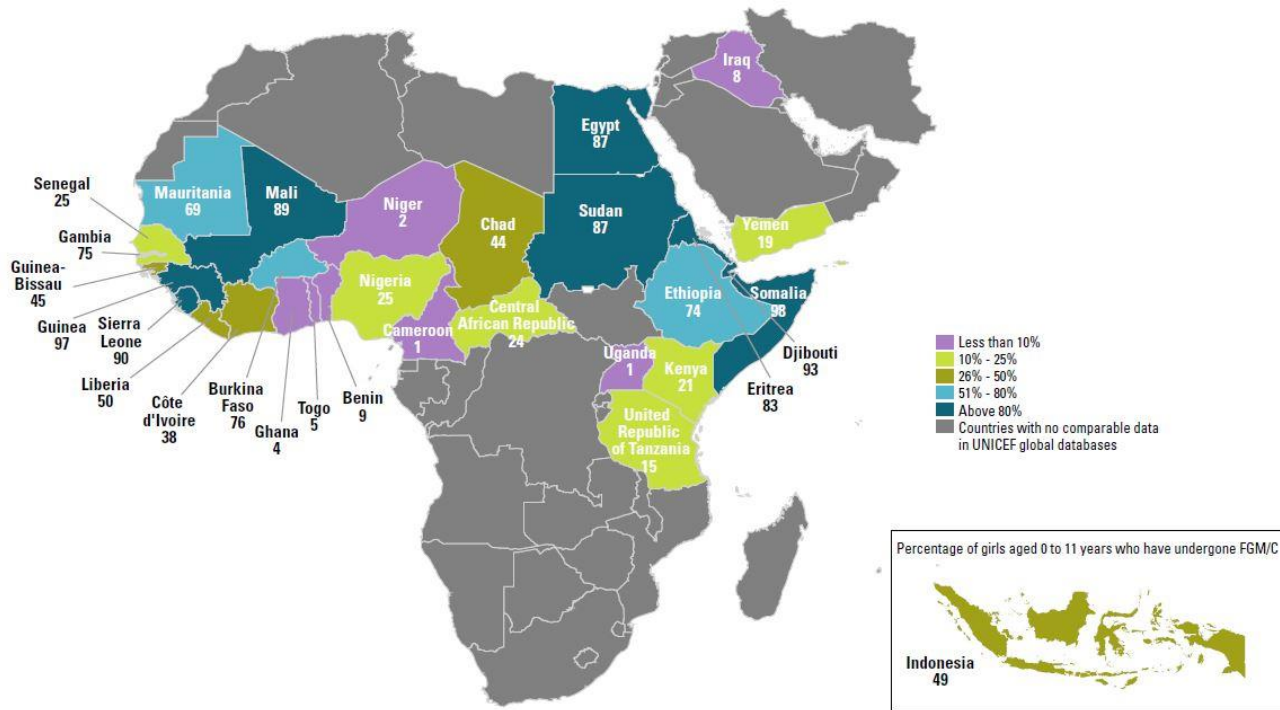 Iraq
8
Egypt
87
Senegal
25
Mauritania
69
Mali
89
Niger
2
Chad
44
Sudan
87
Yemen
19
Gambia
75
Guinea-
Bissau
45
Nigeria
25
Ethiopia
74
Somalia
98
Guinea
97
Sierra
Leone
90
Central
African Republic
24
Cameroon
1
Liberia
50
Côte
d'Ivoire
38
Burkina
Faso
76
Ghana
4
Togo
5
Benin
9
Uganda
1
Kenya
21
Djibouti
93
Eritrea
83
United
Republic
of Tanzania
15
Less than 10%
10% - 25%
26% - 50%
51% - 80%
Above 80%
Countries with no comparable data
in UNICEF global databases
Percentage of girls aged 0 to 11 years who have undergone FGM/C
Indonesia
49